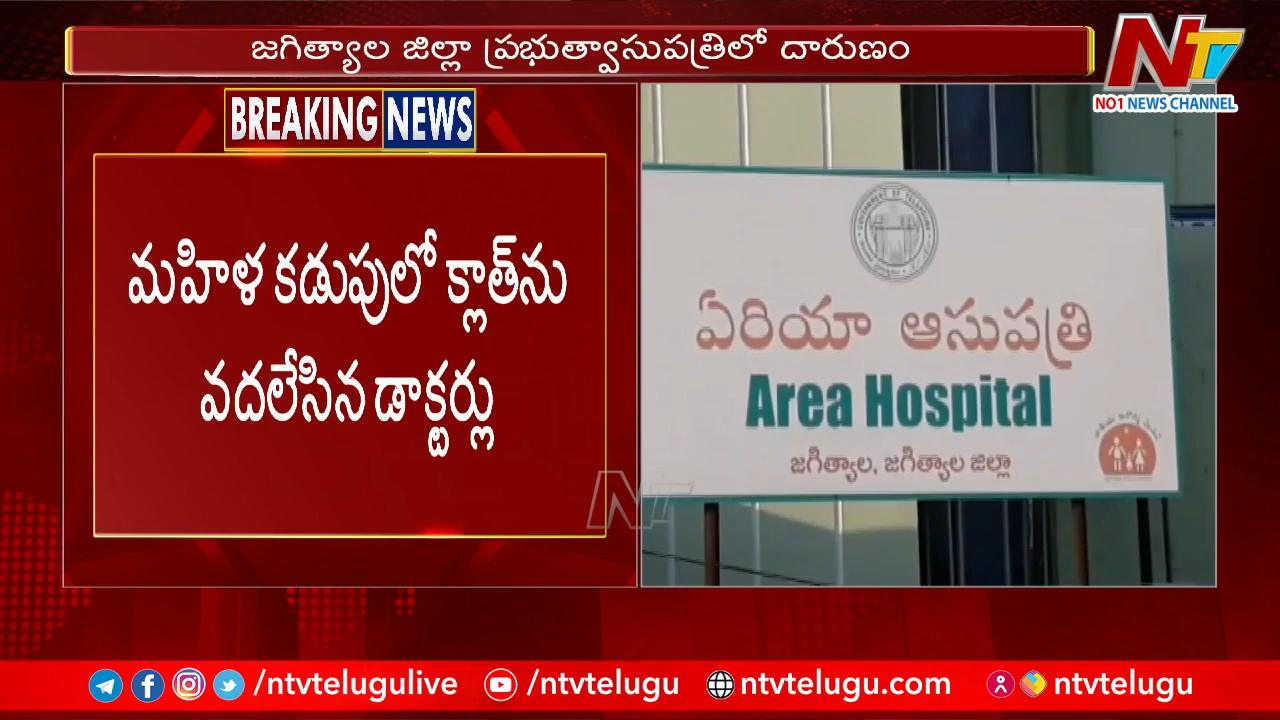 జగిత్యాల జిల్లా ప్రభుత్వాసుపత్రిలో దారుణం
NTV
NO1 NEWS CHANNEL
BREAKING NEWS
మహిళ కడుపులో క్లాత్‌ను
వదలేసిన డాక్టర్లు
ఏరియా ఆసుపత్రి
Area Hospital
జగిత్యాల, జగిత్యాల జిల్లా
NTV
/ntvtelugulive
/ntvtelugu
ntvtelugu.com
ntvtelugu